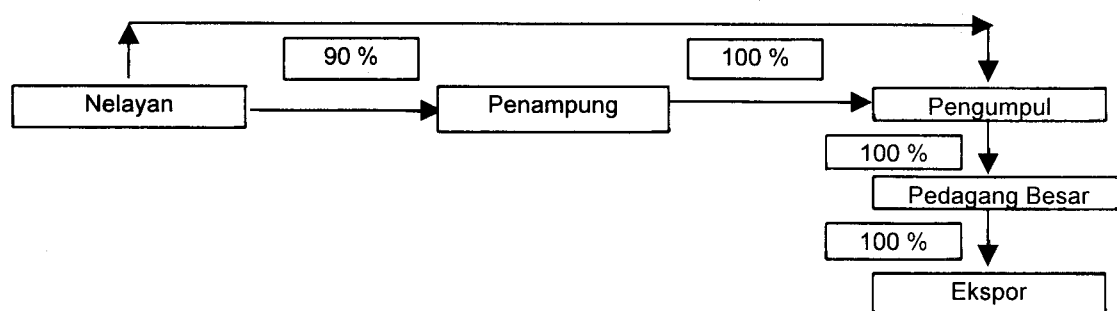 90 %
100 %
Nelayan
Penampung
Pengumpul
100 %
Pedagang Besar
100 %
Ekspor